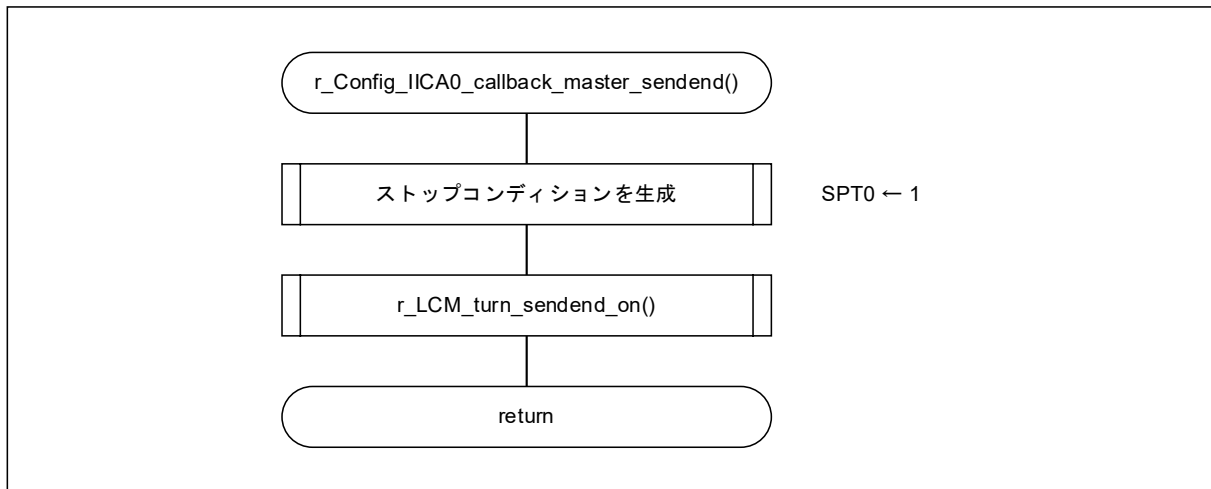 r_Config_IICA0_callback_master_sendend()
ストップコンディションを生成
SPT0 ← 1
r_LCM_turn_sendend_on()
return